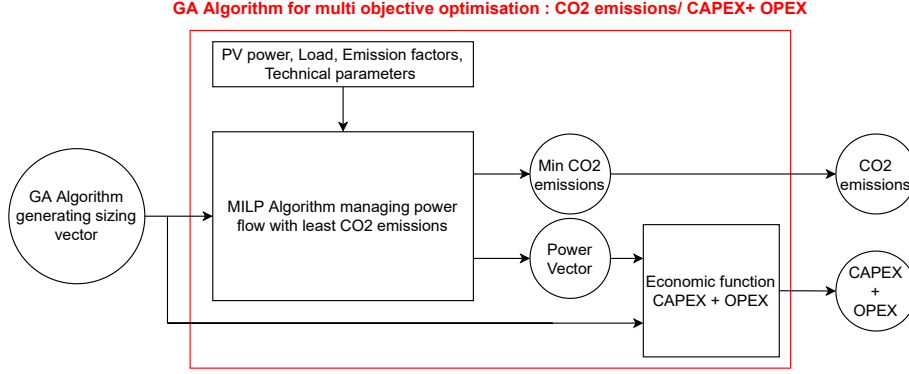 GA Algorithm for multi objective optimisation : CO2 emissions/ CAPEX+ OPEX
PV power, Load, Emission factors,
Technical parameters
GA Algorithm
generating sizing
vector
MILP Algorithm managing power
flow with least CO2 emissions
Min CO2
emissions
CO2
emissions
Power
Vector
Economic function
CAPEX + OPEX
CAPEX
+
OPEX